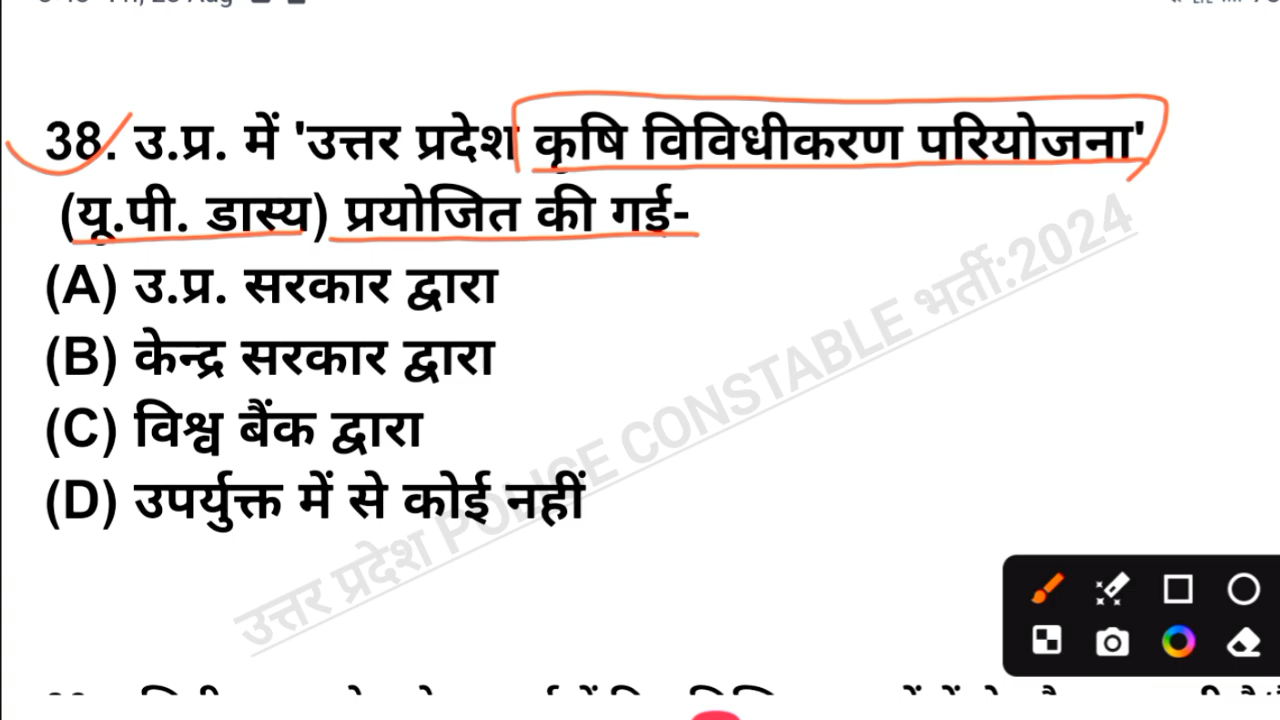 38. उ.प्र. में 'उत्तर प्रदेश कृषि विविधीकरण परियोजना'
(यू.पी. डास्य) प्रयोजित की गई-
(A) उ.प्र. सरकार द्वारा
(B) केन्द्र सरकार द्वारा
(C) विश्व बैंक द्वारा
(D) उपर्युक्त में से कोई नहीं
उत्तर प्रदेश POLICE CONSTABLE भर्ती:2024